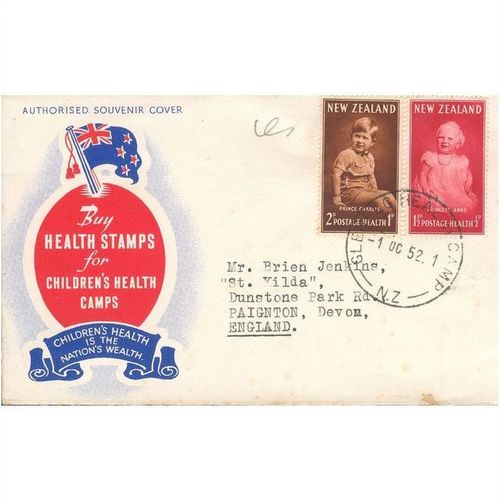 AUTHORISED SOUVENIR COVER
Buy
HEALTH STAMPS
for
CHILDREN'S HEALTH
CAMPS
CHILDREN'S HEALTH
IS THE
NATION'S WEALTH.
NEW ZEALAND
PRINCE CHARLES
2D POSTAGE-HEALTH 1D
NEW ZEALAND
PRINCESS ANNE
1½D POSTAGE-HEALTH ½D
-1 OC 52.1
CAMP
N.Z.
Mr. Brien Jenkins,
"St. Kilda",
Dunstone Park Rd.
PAIGNTON, Devon,
ENGLAND.